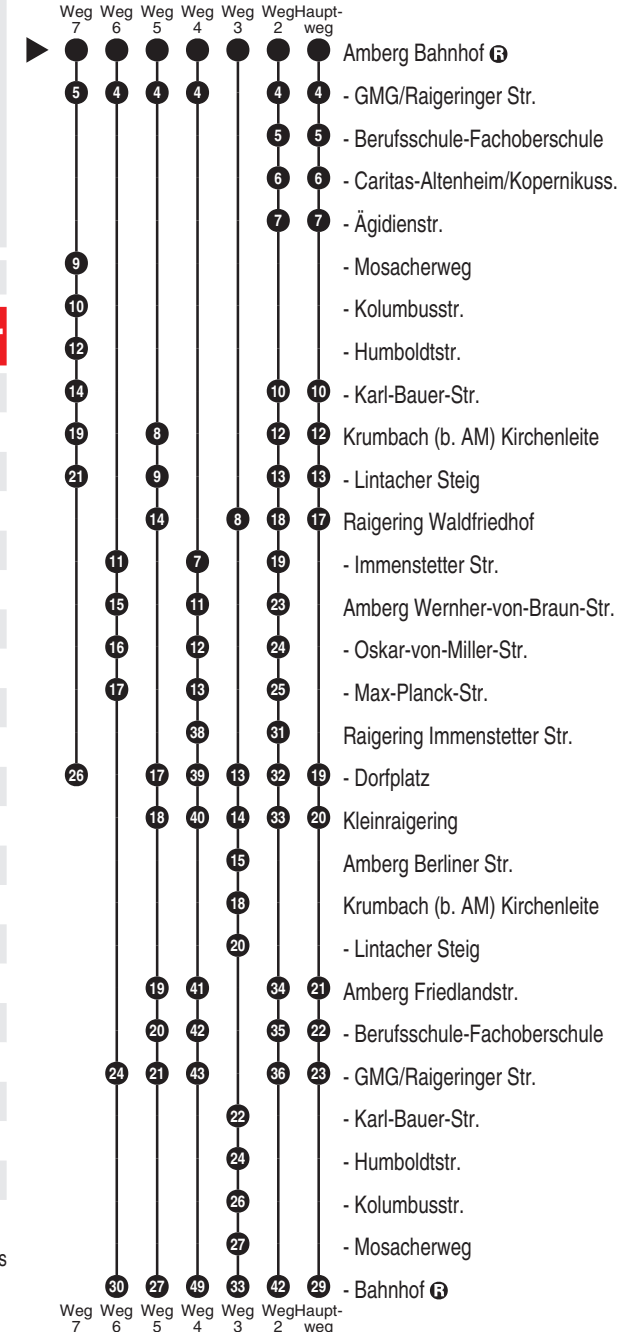 Weg Weg Weg Weg Weg Weg Haupt-
7 6 5 4 3 2 weg
Amberg Bahnhof R
5 4 4 4 4 4 - GMG/Raigeringer Str.
5 5 - Berufsschule-Fachoberschule
6 6 - Caritas-Altenheim/Kopernikuss.
7 7 - Ägidienstr.
9 - Mosacherweg
10 - Kolumbusstr.
12 - Humboldtstr.
14 10 10 - Karl-Bauer-Str.
19 8 12 12 Krumbach (b. AM) Kirchenleite
21 9 13 13 - Lintacher Steig
14 8 18 17 Raigering Waldfriedhof
11 7 19 - Immenstetter Str.
15 11 23 Amberg Wernher-von-Braun-Str.
16 12 24 - Oskar-von-Miller-Str.
17 13 25 - Max-Planck-Str.
38 31 Raigering Immenstetter Str.
26 17 39 13 32 19 - Dorfplatz
18 40 14 33 20 Kleinraigering
15 Amberg Berliner Str.
18 Krumbach (b. AM) Kirchenleite
20 - Lintacher Steig
19 41 34 21 Amberg Friedlandstr.
20 42 35 22 - Berufsschule-Fachoberschule
24 21 43 36 23 - GMG/Raigeringer Str.
22 - Karl-Bauer-Str.
24 - Humboldtstr.
26 - Kolumbusstr.
27 - Mosacherweg
s
30 27 49 33 42 29 - Bahnhof R
Weg Weg Weg Weg Weg Weg Haupt-
7 6 5 4 3 2 weg